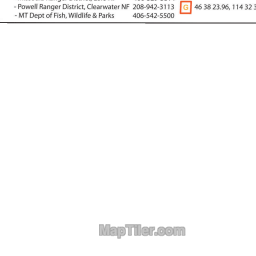 - Powell Ranger District, Clearwater NF 208-942-3113 G 46 38 23.96, 114 32
- MT Dept of Fish, Wildlife & Parks 406-542-5500
MapTiler.com